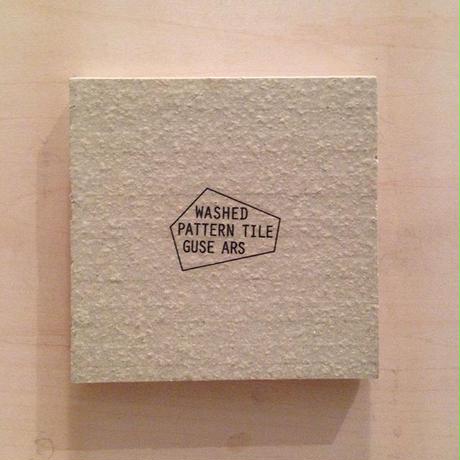 WASHED
PATTERN TILE
GUSE ARS